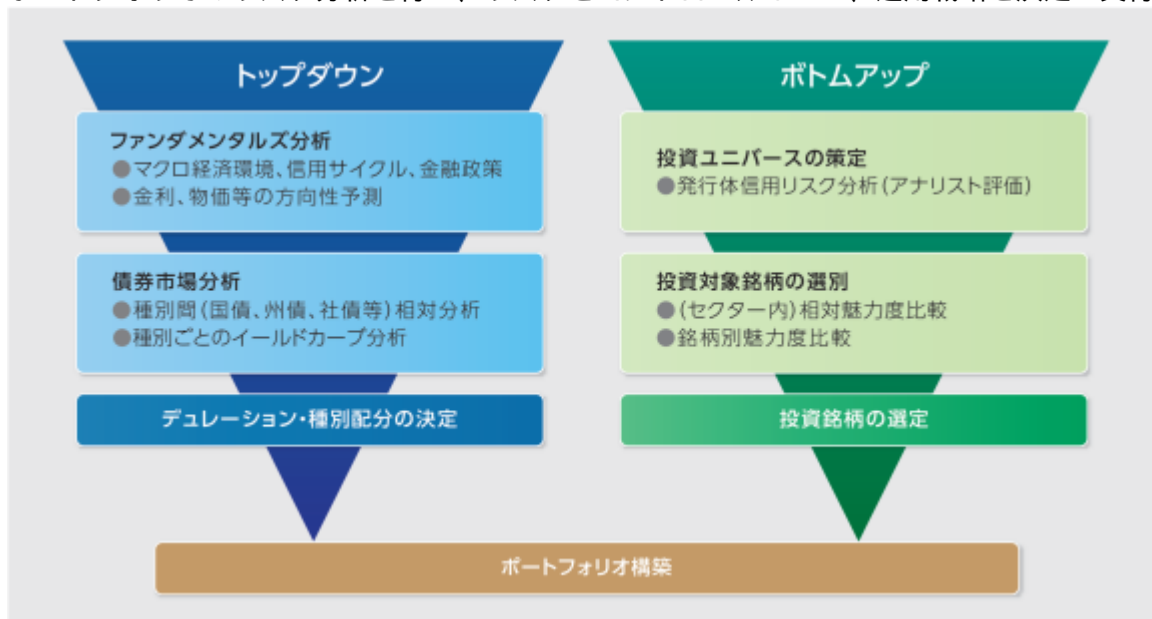 トップダウン
ファンダメンタルズ分析
●マクロ経済環境、信用サイクル、金融政策
●金利、物価等の方向性予測
債券市場分析
●種別間(国債、州債、社債等)相対分析
●種別ごとのイールドカーブ分析
デュレーション・種別配分の決定
ボトムアップ
投資ユニバースの策定
●発行体信用リスク分析(アナリスト評価)
投資対象銘柄の選別
●(セクター内)相対魅力度比較
●銘柄別魅力度比較
投資銘柄の選定
ポートフォリオ構築